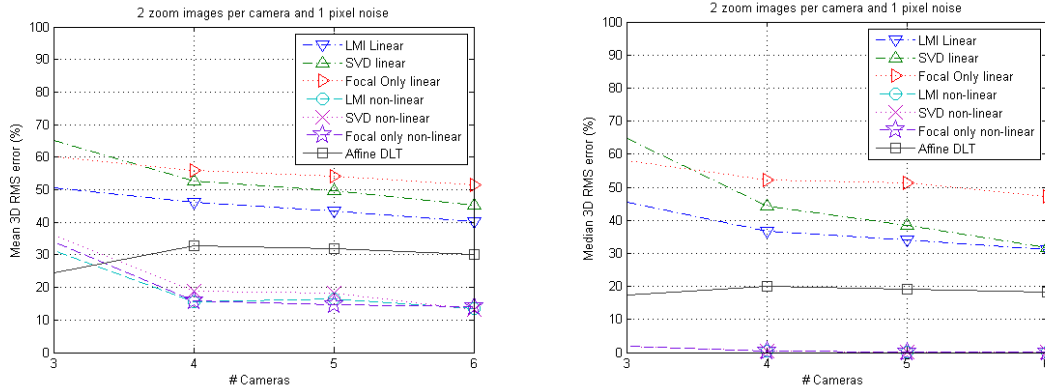 2 zoom images per camera and 1 pixel noise
100
90
80
70
60
50
40
30
20
10
0
Mean 3D RMS error (%)
LMI Linear
SVD linear
Focal Only linear
LMI non-linear
SVD non-linear
Focal only non-linear
Affine DLT
3
4
5
6
# Cameras
2 zoom images per camera and 1 pixel noise
100
90
80
70
60
50
40
30
20
10
0
Median 3D RMS error (%)
LMI Linear
SVD linear
Focal Only linear
LMI non-linear
SVD non-linear
Focal only non-linear
Affine DLT
3
4
5
# Cameras